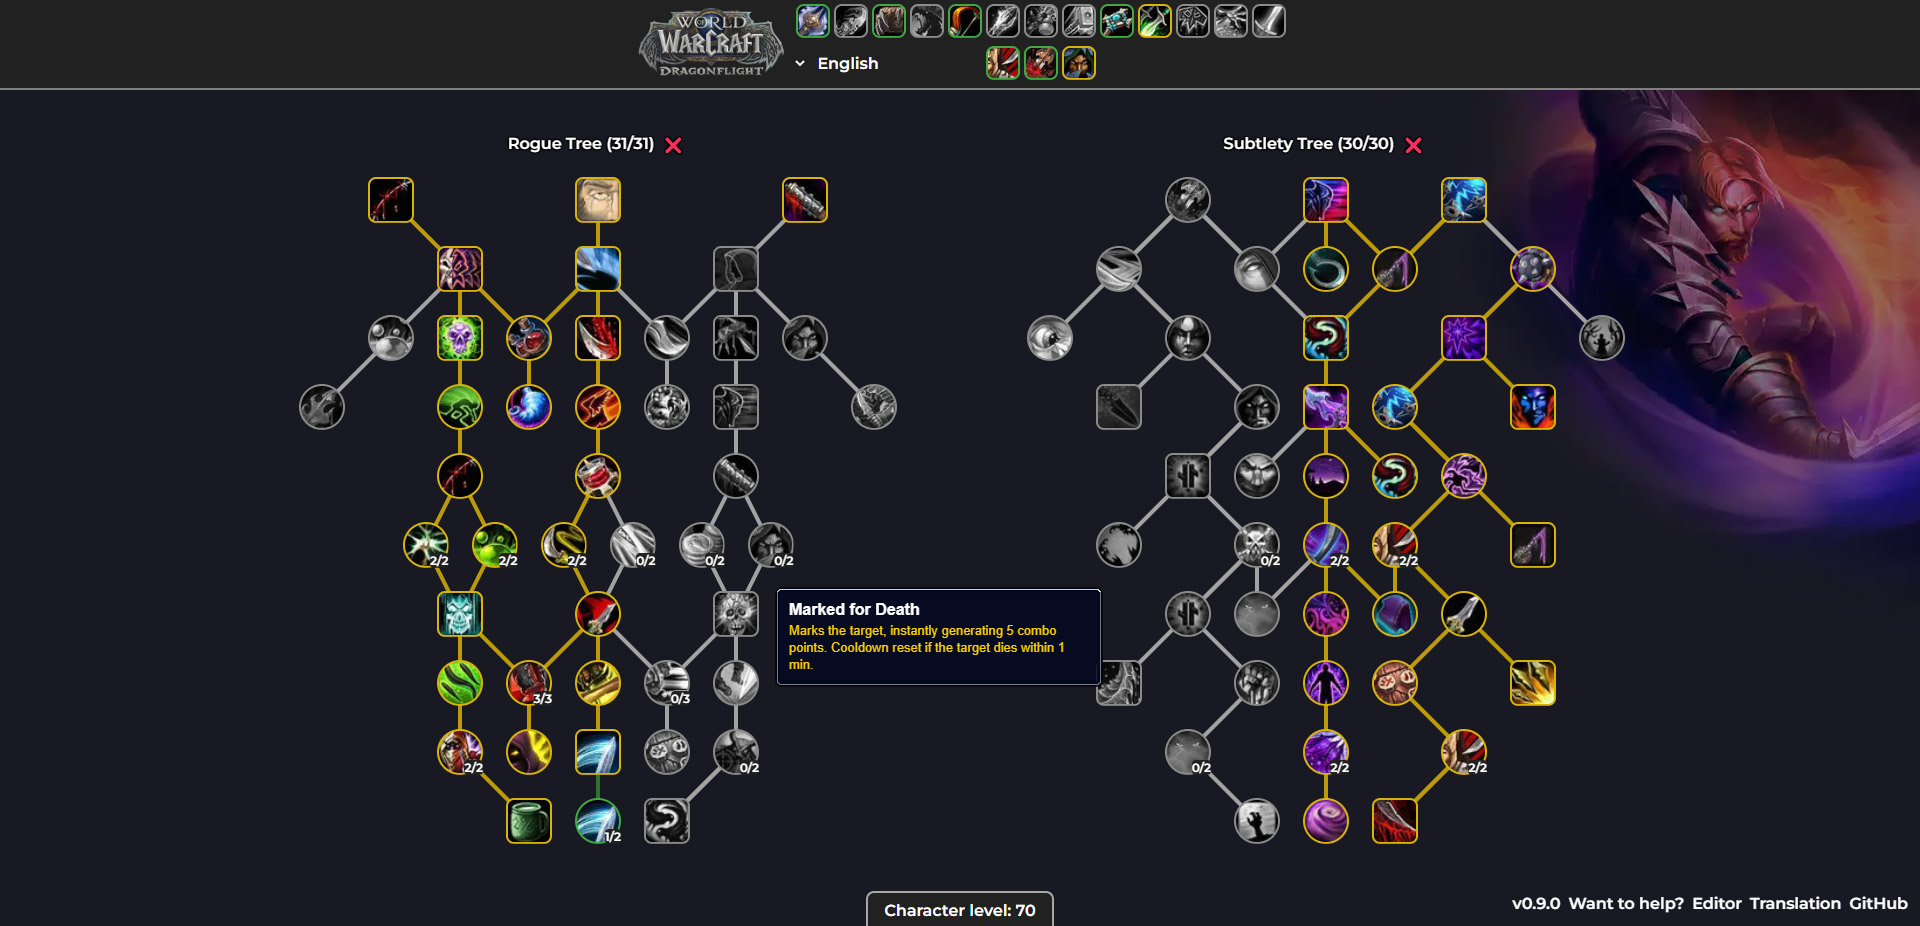 WORLD
WARCRAFT
DRAGONFLIGHT
English
Rogue Tree (31/31)
Subtlety Tree (30/30)
2/2
2/2
2/2
0/2
0/2
0/2
0/2
2/2
2/2
Marked for Death
Marks the target, instantly generating 5 combo
points. Cooldown reset if the target dies within 1
min.
3/3
0/3
2/2
0/2
0/2
2/2
2/2
1/2
Character level: 70
v0.9.0 Want to help? Editor Translation GitHub